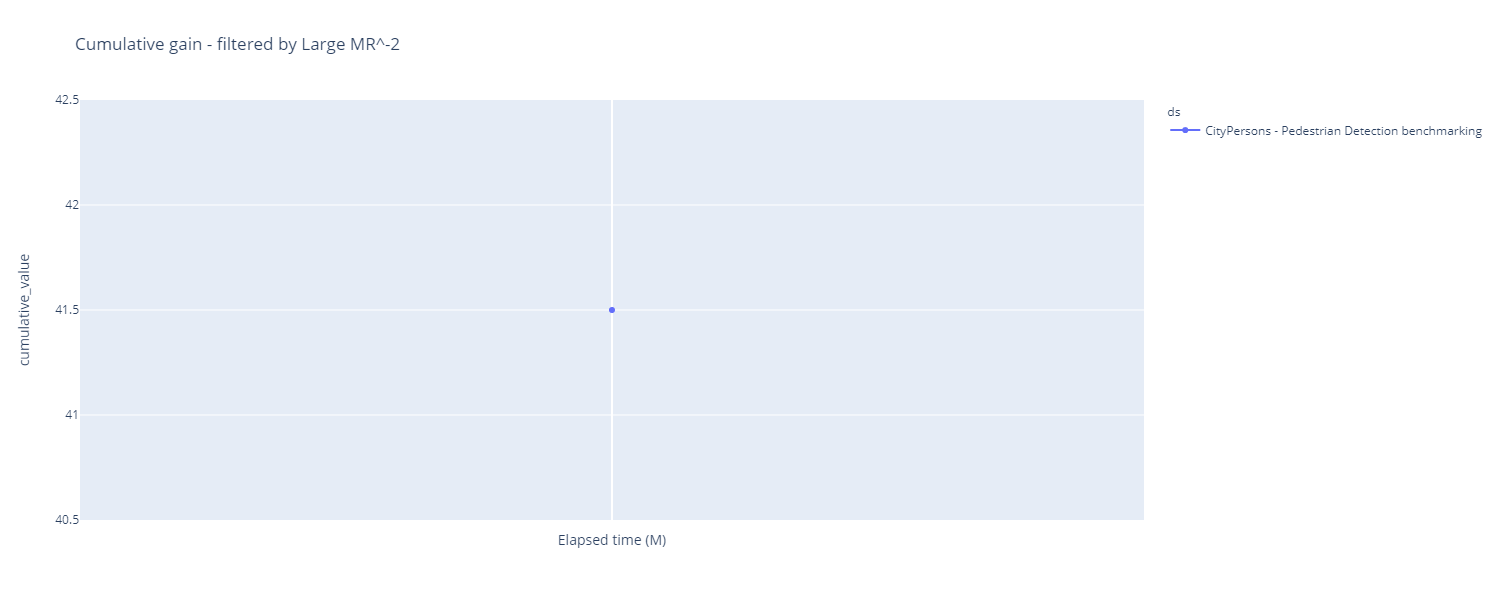 Cumulative gain - filtered by Large MR^-2
42.5
42
41.5
41
40.5
cumulative_value
Elapsed time (M)
ds
CityPersons - Pedestrian Detection benchmarking